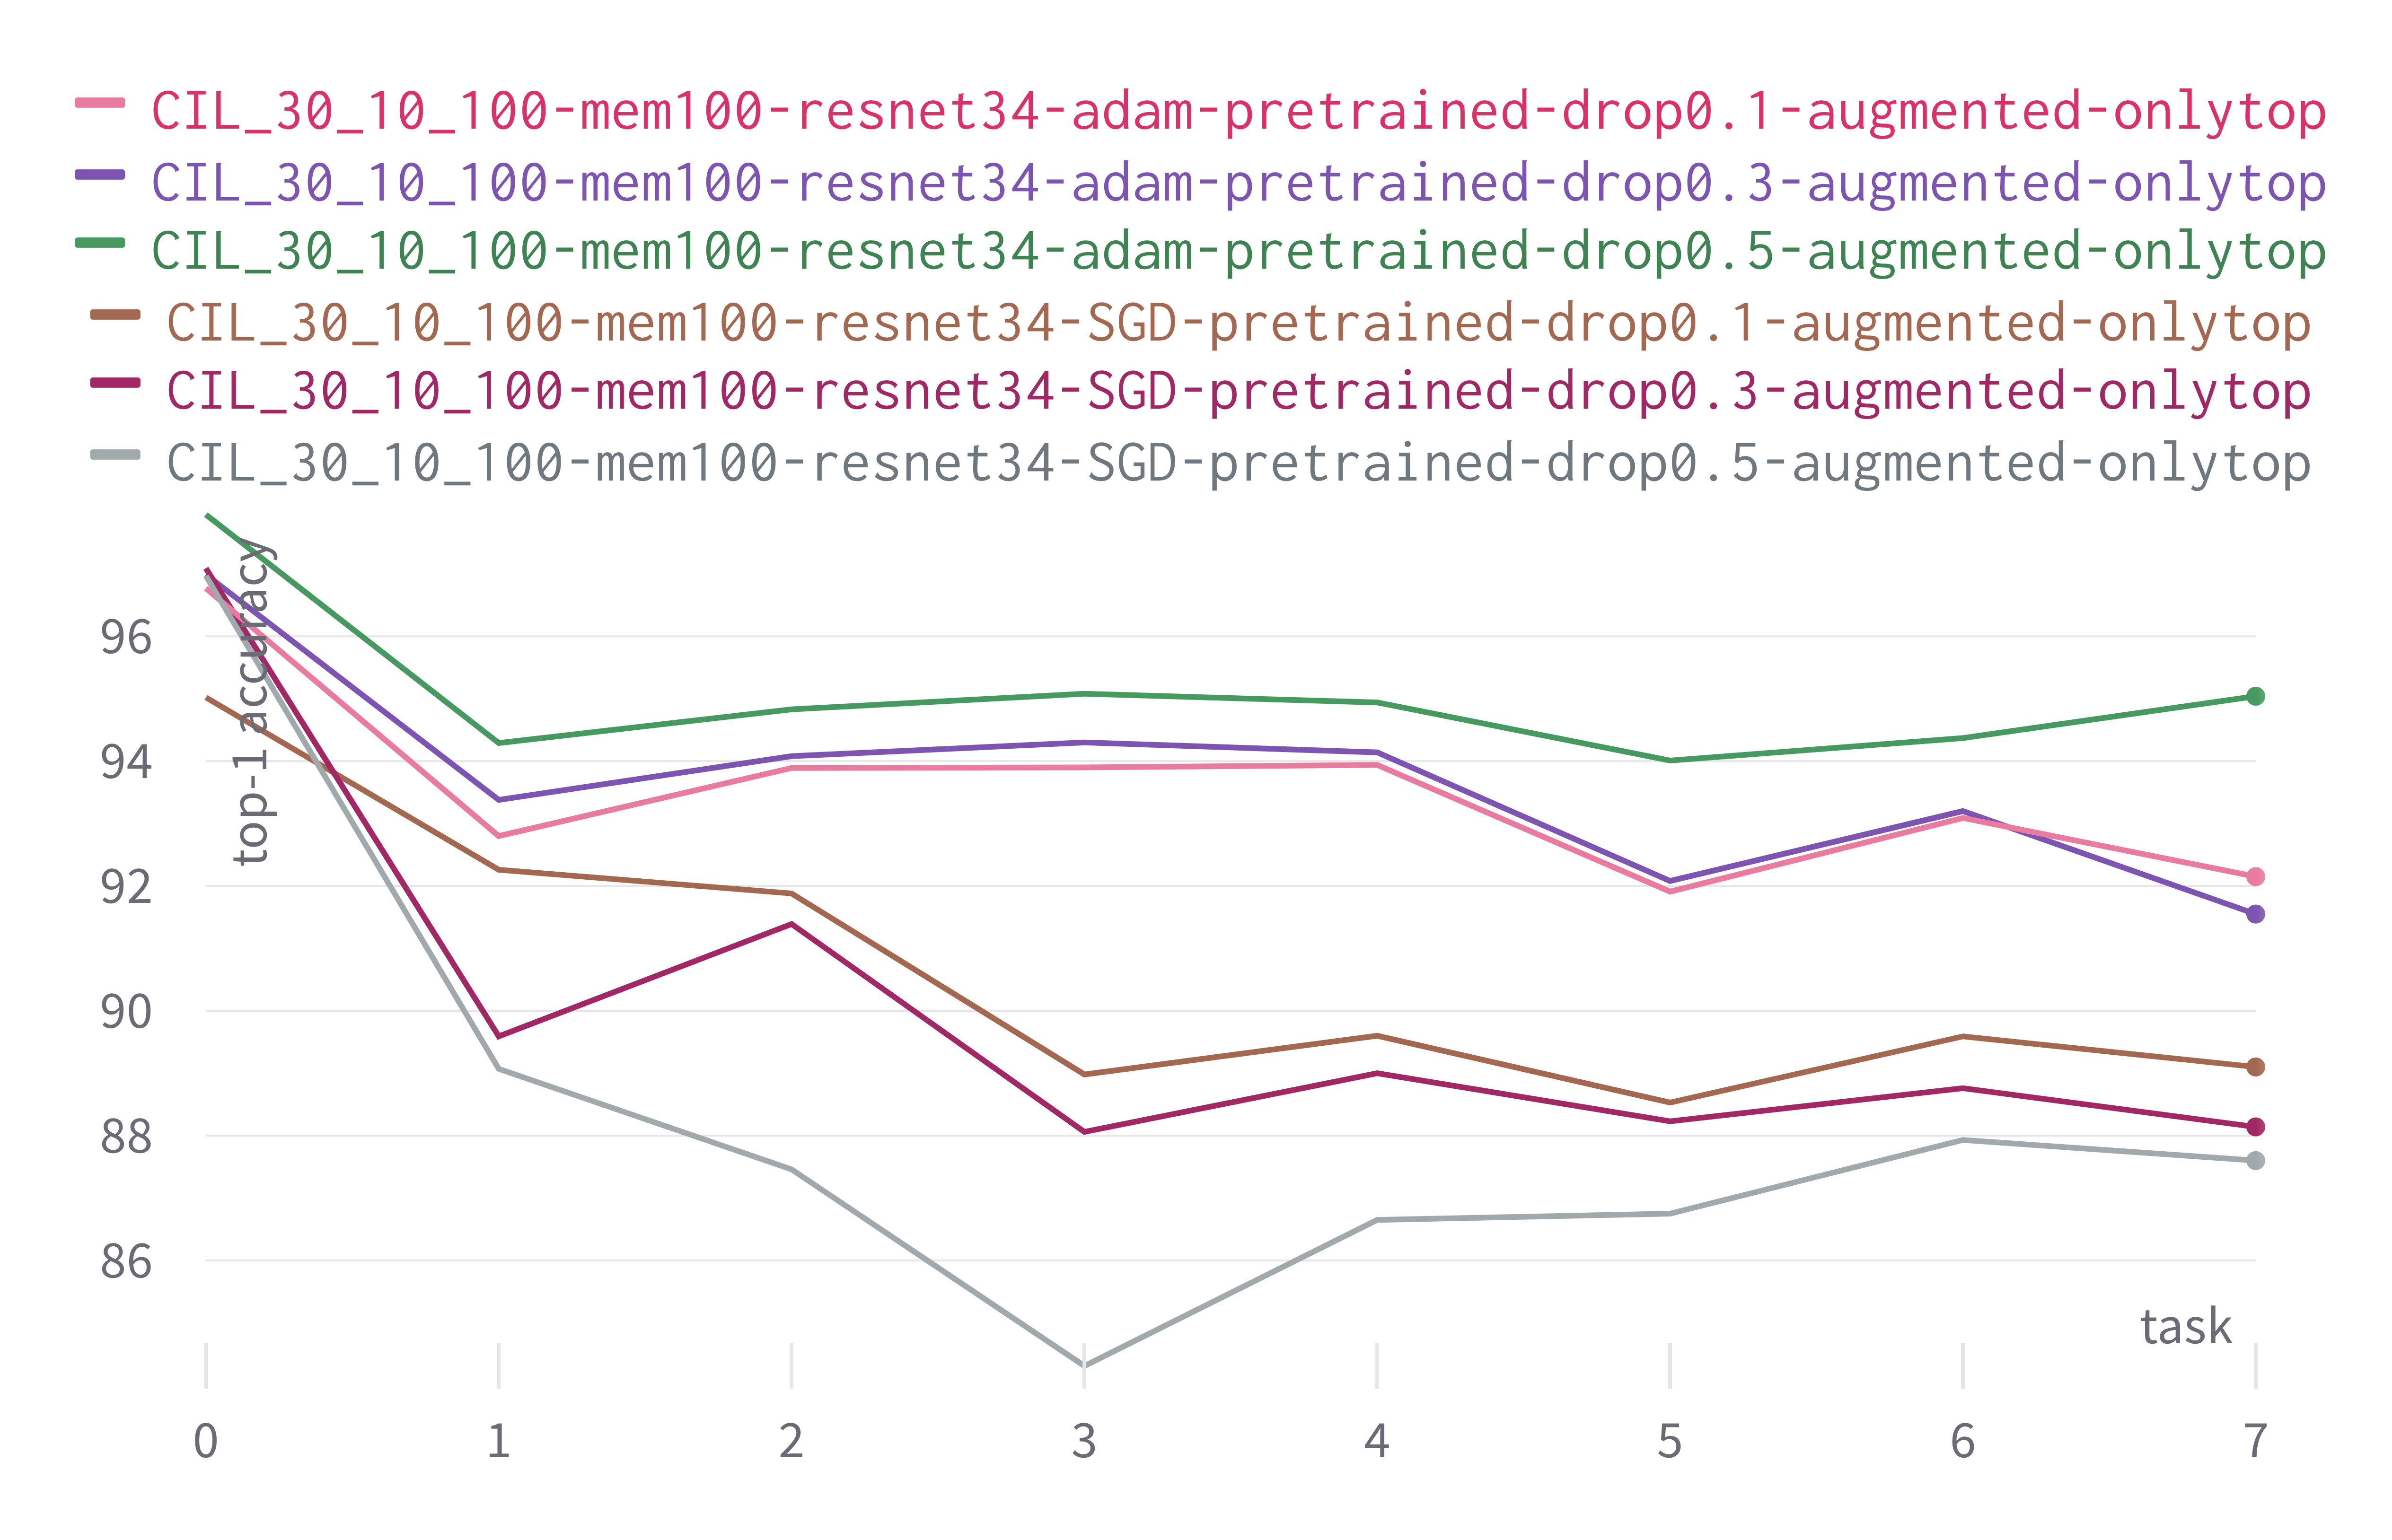 CIL_30_10_100-mem100-resnet34-adam-pretrained-drop0.1-augmented-onlytop
CIL_30_10_100-mem100-resnet34-adam-pretrained-drop0.3-augmented-onlytop
CIL_30_10_100-mem100-resnet34-adam-pretrained-drop0.5-augmented-onlytop
CIL_30_10_100-mem100-resnet34-SGD-pretrained-drop0.1-augmented-onlytop
CIL_30_10_100-mem100-resnet34-SGD-pretrained-drop0.3-augmented-onlytop
CIL_30_10_100-mem100-resnet34-SGD-pretrained-drop0.5-augmented-onlytop
top-1 accuracy
96
94
92
90
88
86
task
0 1 2 3 4 5 6 7